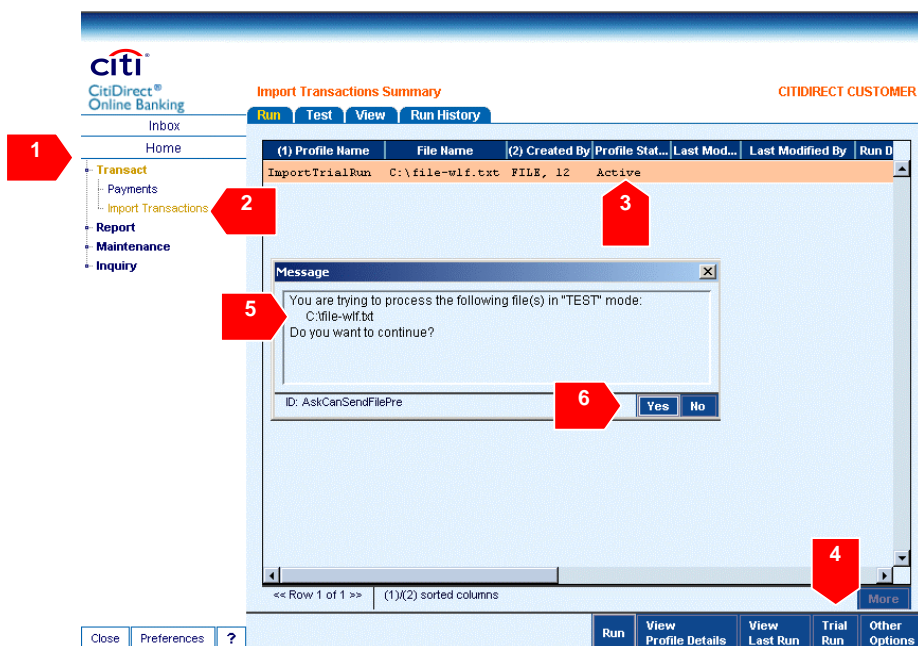 citi
CitiDirect®
Online Banking
Inbox
Home
Transact
Payments
Import Transactions
Report
Maintenance
Inquiry
Import Transactions Summary
CITIDIRECT CUSTOMER
Run Test View Run History
(1) Profile Name File Name (2) Created By Profile Stat... Last Mod... Last Modified By Run D
ImportTrialRun C:\file-wlf.txt FILE, 12 Active
1
2
3
Message
You are trying to process the following file(s) in "TEST" mode:
C:\file-wlf.txt
Do you want to continue?
5
ID: AskCanSendFilePre
6
Yes No
4
<< Row 1 of 1 >> (1)/(2) sorted columns
More
Close Preferences ?
Run
View Profile Details
View Last Run
Trial Run
Other Options